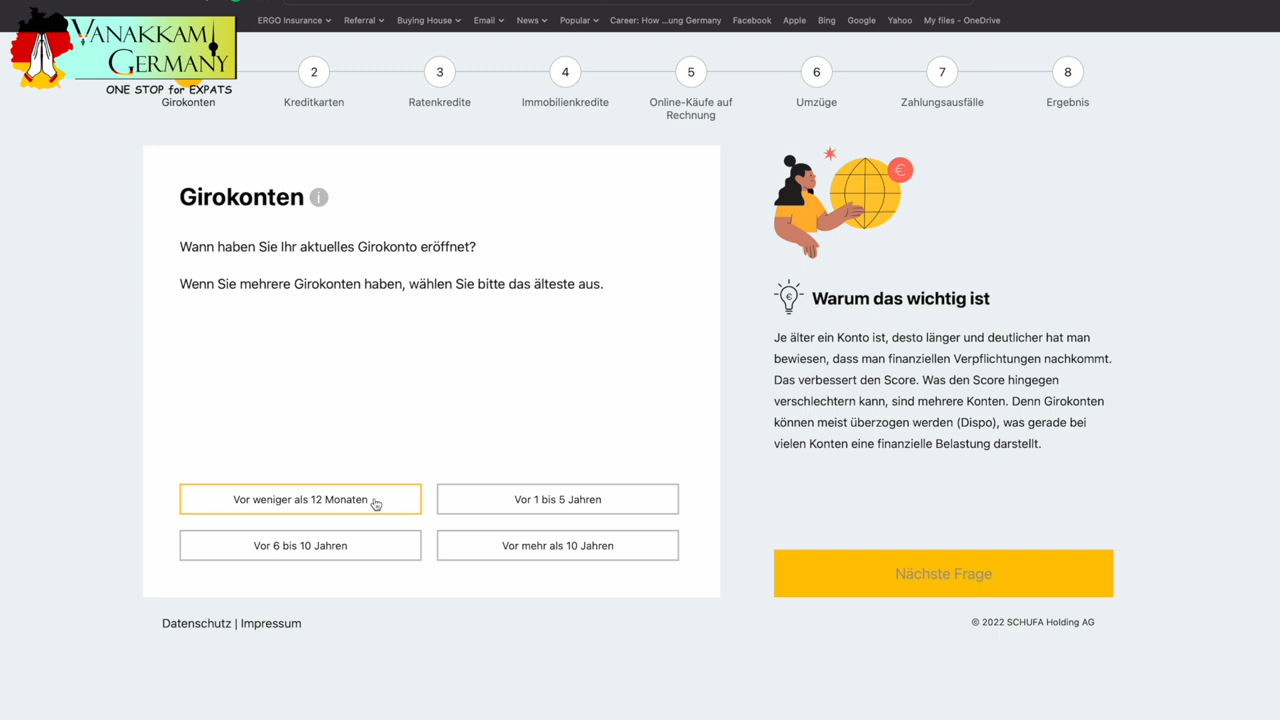 ERGO Insurance
Referral
Buying House
Email
News
Popular
Career: How ...ung Germany
Facebook
Apple
Bing
Google
Yahoo
My files – OneDrive
VANAKKAM
GERMANY
ONE STOP for EXPATS
Girokonten
2
Kreditkarten
3
Ratenkredite
4
Immobilienkredite
5
Online-Käufe auf
Rechnung
6
Umzüge
7
Zahlungsausfälle
8
Ergebnis
Girokonten i
Wann haben Sie Ihr aktuelles Girokonto eröffnet?
Wenn Sie mehrere Girokonten haben, wählen Sie bitte das älteste aus.
Vor weniger als 12 Monaten
Vor 1 bis 5 Jahren
Vor 6 bis 10 Jahren
Vor mehr als 10 Jahren
€
€
Warum das wichtig ist
Je älter ein Konto ist, desto länger und deutlicher hat man
bewiesen, dass man finanziellen Verpflichtungen nachkommt.
Das verbessert den Score. Was den Score hingegen
verschlechtern kann, sind mehrere Konten. Denn Girokonten
können meist überzogen werden (Dispo), was gerade bei
vielen Konten eine finanzielle Belastung darstellt.
Nächste Frage
Datenschutz | Impressum
© 2022 SCHUFA Holding AG